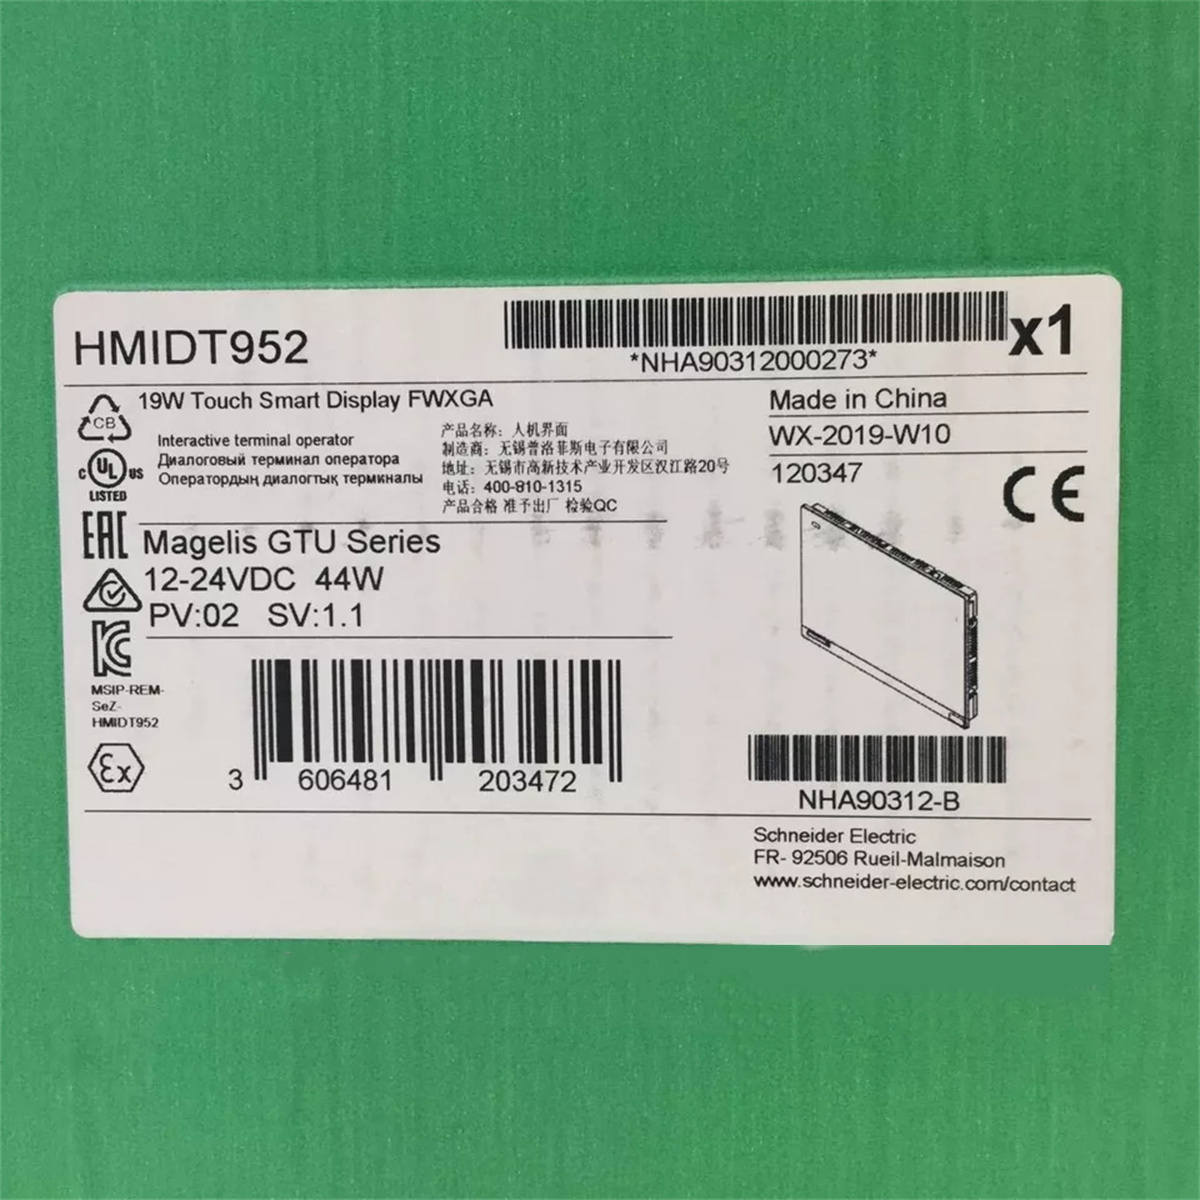 HMIDT952
*NHA90312000273*
x1
19W Touch Smart Display FWXGA
Made in China
WX-2019-W10
120347
CB
Interactive terminal operator
Диалоговый терминал оператора
Оператордың диалогтық терминалы
产品名称：人机界面
制造商：无锡普洛菲斯电子有限公司
地址：无锡市高新技术产业开发区汉江路20号
电话：400-810-1315
产品合格 准予出厂 检验QC
C UL US
LISTED
CE
EAC
Magelis GTU Series
12-24VDC 44W
PV:02 SV:1.1
KC
MSIP-REM-
SeZ-
HMIDT952
Ex
3 606481 203472
NHA90312-B
Schneider Electric
FR- 92506 Rueil-Malmaison
www.schneider-electric.com/contact